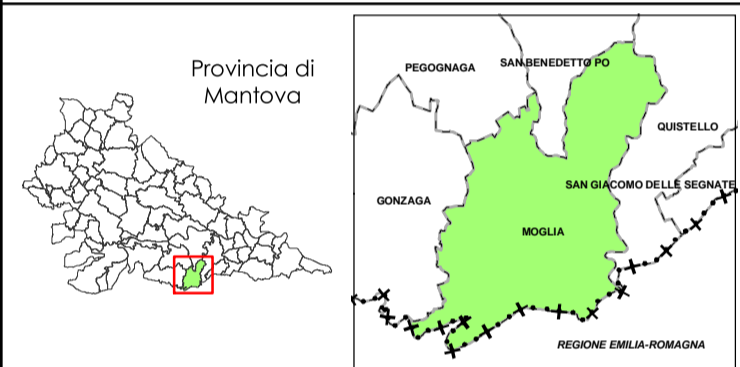 Provincia di
Mantova
PEGOGNAGA
SAN BENEDETTO PO
QUISTELLO
SAN GIACOMO DELLE SEGNATE
GONZAGA
MOGLIA
REGIONE EMILIA-ROMAGNA